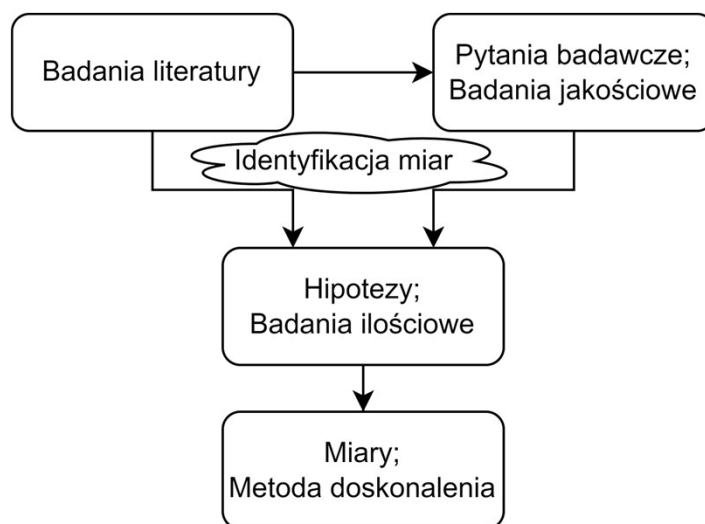 Badania literatury
Pytania badawcze;
Badania jakościowe
Identyfikacja miar
Hipotezy;
Badania ilościowe
Miary;
Metoda doskonalenia